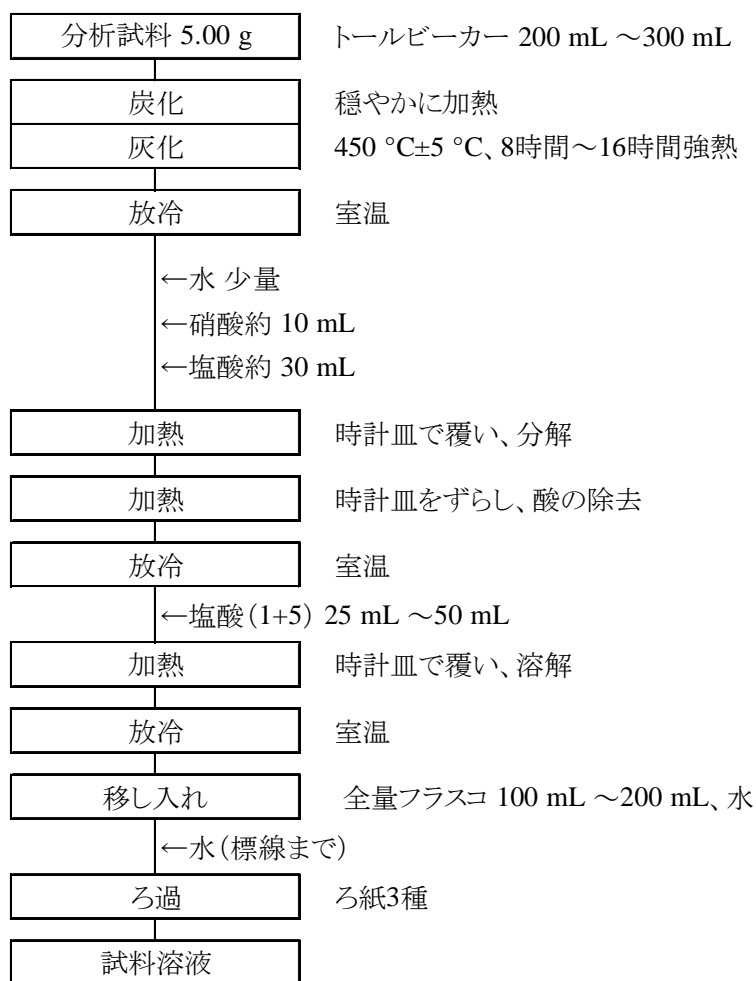 分析試料 5.00 g トールビーカー 200 mL ～300 mL
炭化 穏やかに加熱
灰化 450 °C±5 °C、8時間～16時間強熱
放冷 室温
←水 少量
←硝酸約 10 mL
←塩酸約 30 mL
加熱 時計皿で覆い、分解
加熱 時計皿をずらし、酸の除去
放冷 室温
←塩酸（1+5） 25 mL ～50 mL
加熱 時計皿で覆い、溶解
放冷 室温
移し入れ 全量フラスコ 100 mL ～200 mL、水
←水（標線まで）
ろ過 ろ紙3種
試料溶液